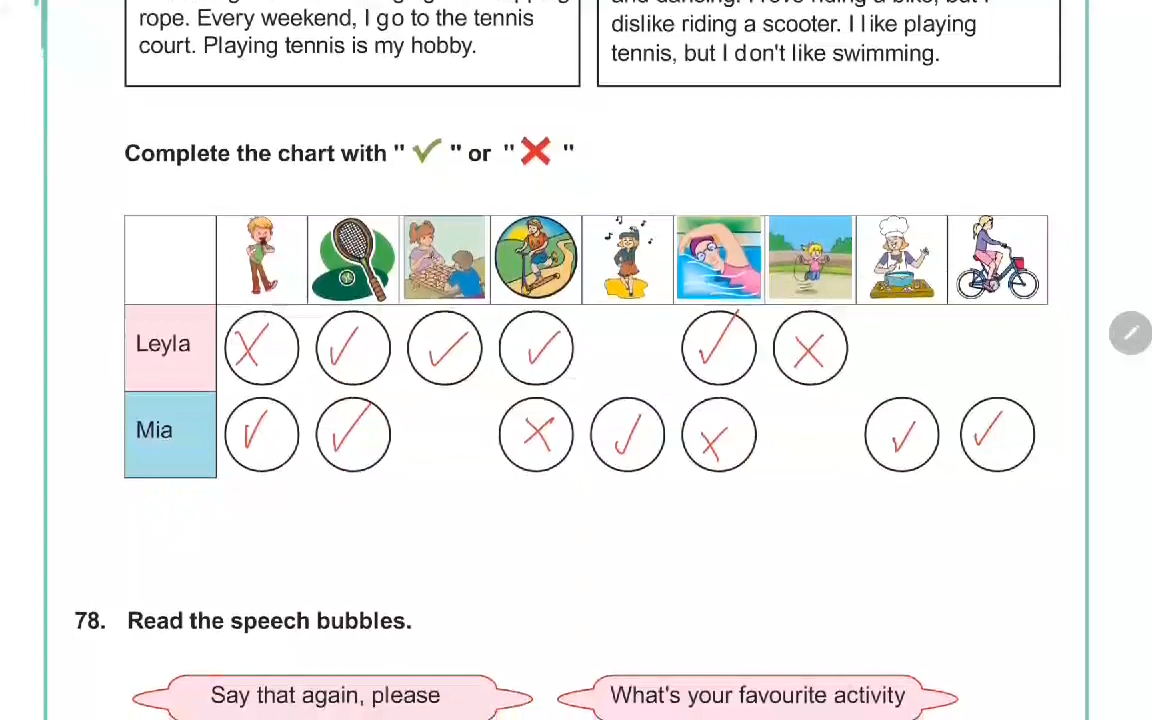 rope. Every weekend, I go to the tennis
court. Playing tennis is my hobby.
dislike riding a scooter. I like playing
tennis, but I don't like swimming.
Complete the chart with " ✓ " or " ✗ "
Leyla
Mia
78. Read the speech bubbles.
Say that again, please
What's your favourite activity